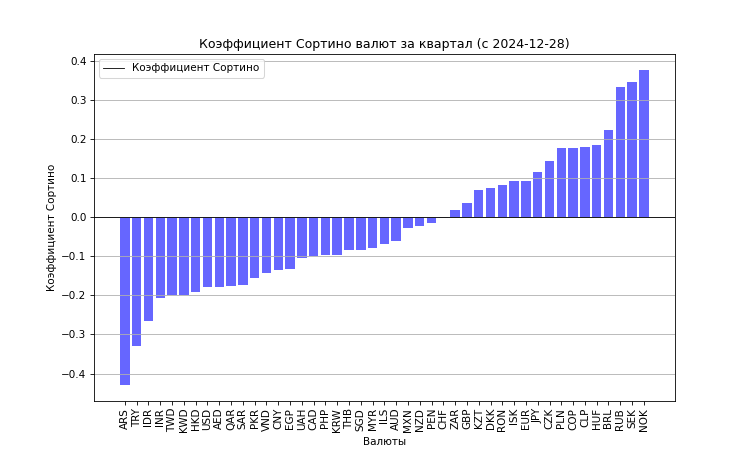 Коэффициент Сортино валют за квартал (с 2024-12-28)
Коэффициент Сортино
0.4
0.3
0.2
0.1
0.0
−0.1
−0.2
−0.3
−0.4
Коэффициент Сортино
ARS TRY IDR INR TWD KWD HKD USD AED QAR SAR PKR VND CNY EGP UAH CAD PHP KRW THB SGD MYR ILS AUD MXN NZD PEN CHF ZAR GBP KZT DKK RON ISK EUR JPY CZK PLN COP CLP HUF BRL RUB SEK NOK
Валюты